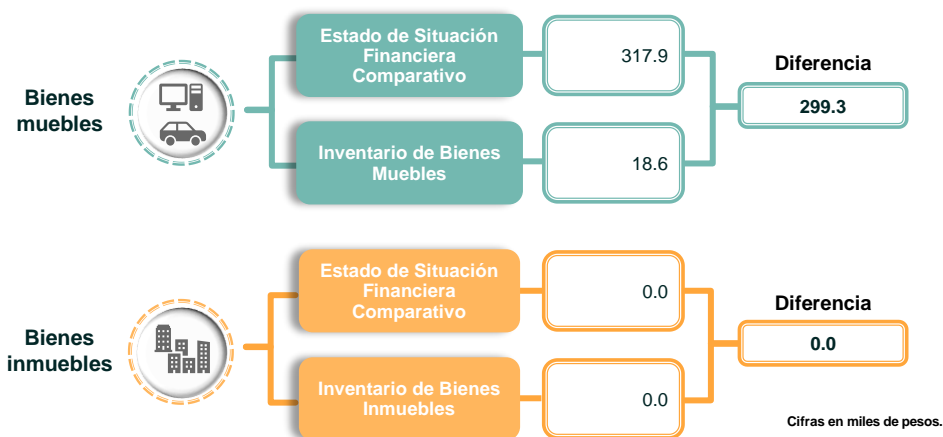 Bienes
muebles
Estado de Situación
Financiera
Comparativo
317.9
Inventario de Bienes
Muebles
18.6
Diferencia
299.3
Bienes
inmuebles
Estado de Situación
Financiera
Comparativo
0.0
Inventario de Bienes
Inmuebles
0.0
Diferencia
0.0
Cifras en miles de pesos.